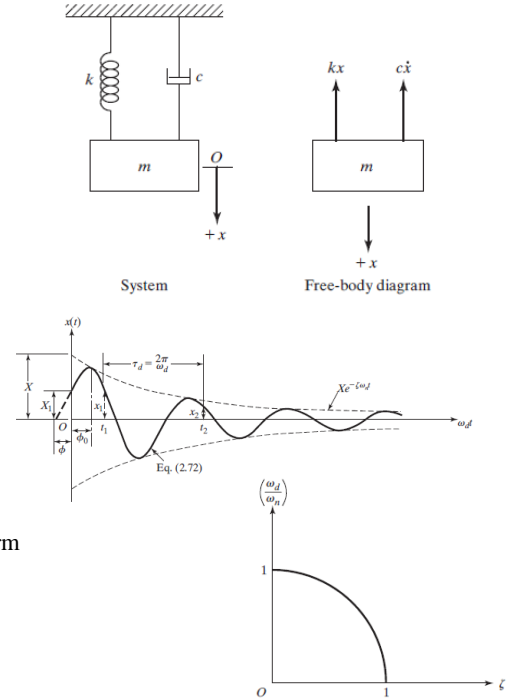 k
c
m
O
+x
System
kx
cẋ
m
+x
Free-body diagram
x(t)
τd = 2π/ωd
X
X1
x1
x2
Xe^−ζωnt
O
t1
t2
ωdt
ϕ0
ϕ
Eq. (2.72)
rm
(ωd/ωn)
1
O
1
ζ